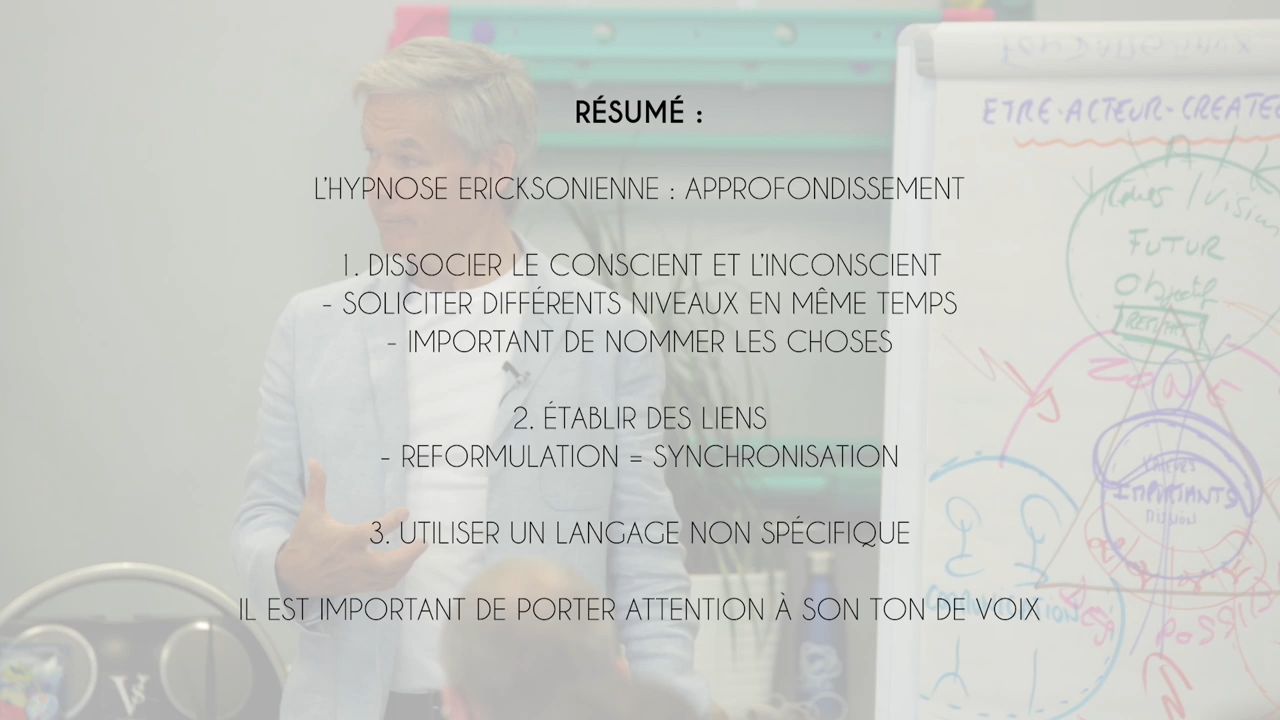 RÉSUMÉ :
L'HYPNOSE ERICKSONIENNE : APPROFONDISSEMENT
1. DISSOCIER LE CONSCIENT ET L'INCONSCIENT
- SOLICITER DIFFÉRENTS NIVEAUX EN MÊME TEMPS
- IMPORTANT DE NOMMER LES CHOSES
2. ÉTABLIR DES LIENS
- REFORMULATION = SYNCHRONISATION
3. UTILISER UN LANGAGE NON SPÉCIFIQUE
IL EST IMPORTANT DE PORTER ATTENTION À SON TON DE VOIX
ETRE-ACTEUR-CREATE
FUTUR
Objectif
IMPORTANTS